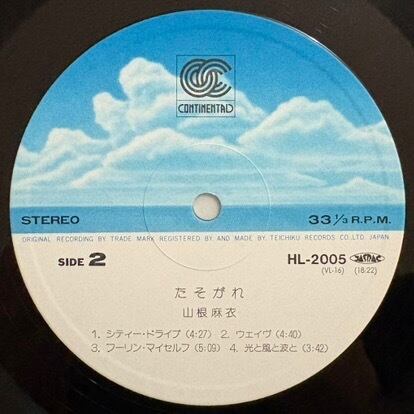 CONTINENTAL
STEREO 33 1/3 R.P.M.
ORIGINAL RECORDING BY TRADE MARK REGISTERED BY AND MADE BY, TEICHIKU RECORDS CO. LTD. JAPAN
SIDE 2 HL-2005 JASRAC
(VL-16) (18:22)
たそがれ
山根麻衣
1. シティー・ドライブ (4:27) 2. ウェイヴ (4:40)
3. フーリン・マイセルフ (5:09) 4. 光と風と波と (3:42)